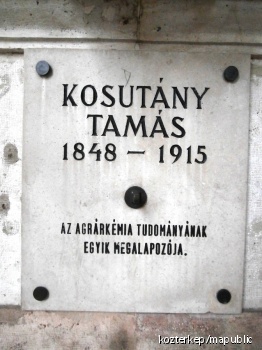 KOSUTÁNY
TAMÁS
1848 – 1915
AZ AGRÁRKÉMIA TUDOMÁNYÁNAK
EGYIK MEGALAPOZÓJA.
kozterkep/mapublic